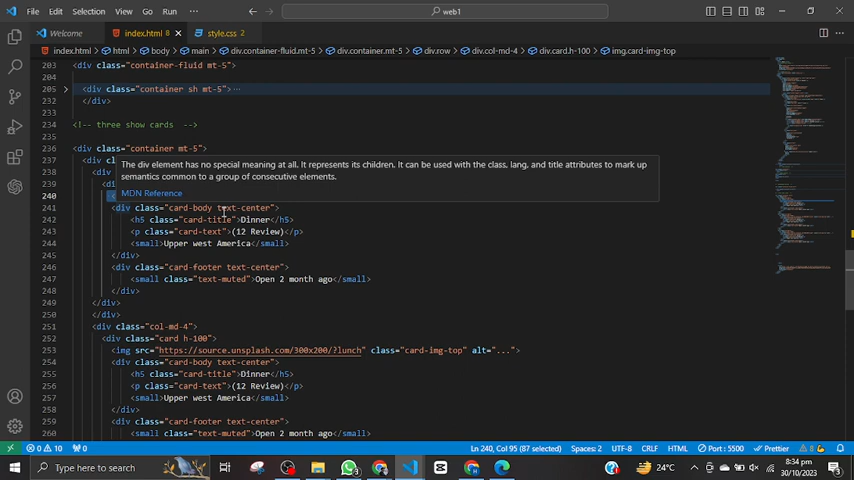 File Edit Selection View Go Run ··· web1
Welcome index.html 8 style.css 2
index.html > html > body > main > div.container-fluid.mt-5 > div.container.mt-5 > div.row > div.col-md-4 > div.card.h-100 > img.card-img-top
203 <div class="container-fluid mt-5">
204
205 <div class="container sh mt-5">···
232 </div>
233
234 <!-- three show cards -->
235
236 <div class="container mt-5">
237 <div
238 <div
239 <div
240
The div element has no special meaning at all. It represents its children. It can be used with the class, lang, and title attributes to mark up
semantics common to a group of consecutive elements.
MDN Reference
241 <div class="card-body text-center">
242 <h5 class="card-title">Dinner</h5>
243 <p class="card-text">(12 Review)</p>
244 <small>Upper west America</small>
245 </div>
246 <div class="card-footer text-center">
247 <small class="text-muted">Open 2 month ago</small>
248 </div>
249 </div>
250 </div>
251 <div class="col-md-4">
252 <div class="card h-100">
253 <img src="https://source.unsplash.com/300x200/?lunch" class="card-img-top" alt="...">
254 <div class="card-body text-center">
255 <h5 class="card-title">Dinner</h5>
256 <p class="card-text">(12 Review)</p>
257 <small>Upper west America</small>
258 </div>
259 <div class="card-footer text-center">
260 <small class="text-muted">Open 2 month ago</small>
0 10 0 Ln 240, Col 95 (87 selected) Spaces: 2 UTF-8 CRLF HTML Port : 5500 Prettier
Type here to search 3 24°C 8:34 pm
30/10/2023 3